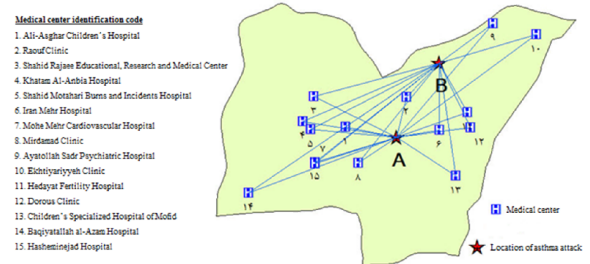 Medical center identification code
1. Ali-Asghar Children's Hospital
2. Raouf Clinic
3. Shahid Rajaee Educational, Research and Medical Center
4. Khatam Al-Anbia Hospital
5. Shahid Motahari Burns and Incidents Hospital
6. Iran Mehr Hospital
7. Mohe Mehr Cardiovascular Hospital
8. Mirdamad Clinic
9. Ayatollah Sadr Psychiatric Hospital
10. Ekhtiyariyyeh Clinic
11. Hedayat Fertility Hospital
12. Dorous Clinic
13. Children's Specialized Hospital of Mofid
14. Baqiyatallah al-Azam Hospital
15. Hasheninejad Hospital
H ۹
H ۱۰
B
H ۳
H ۲
H ۴
H ۵
۷
H ۱
A
H ۶
H
H ۱۲
H ۱۵
H ۸
H ۱۳
H ۱۴
H Medical center
Location of asthma attack